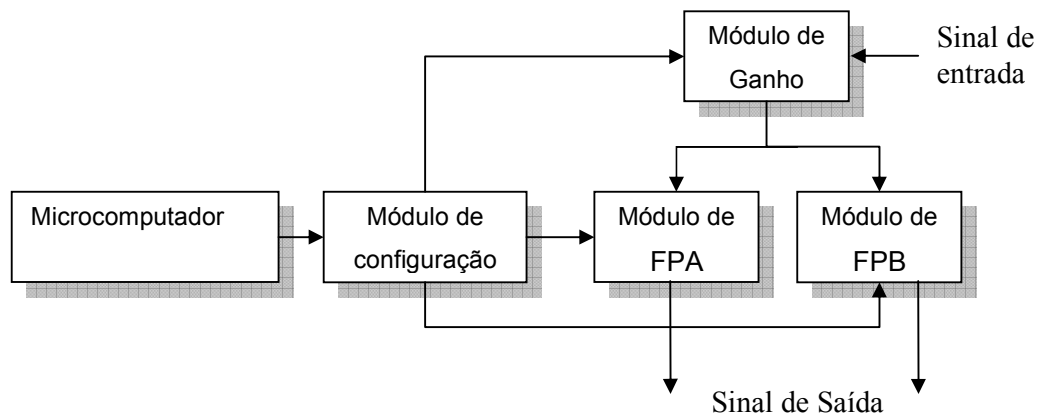 Módulo de
Ganho
Sinal de
entrada
Microcomputador
Módulo de
configuração
Módulo de
FPA
Módulo de
FPB
Sinal de Saída